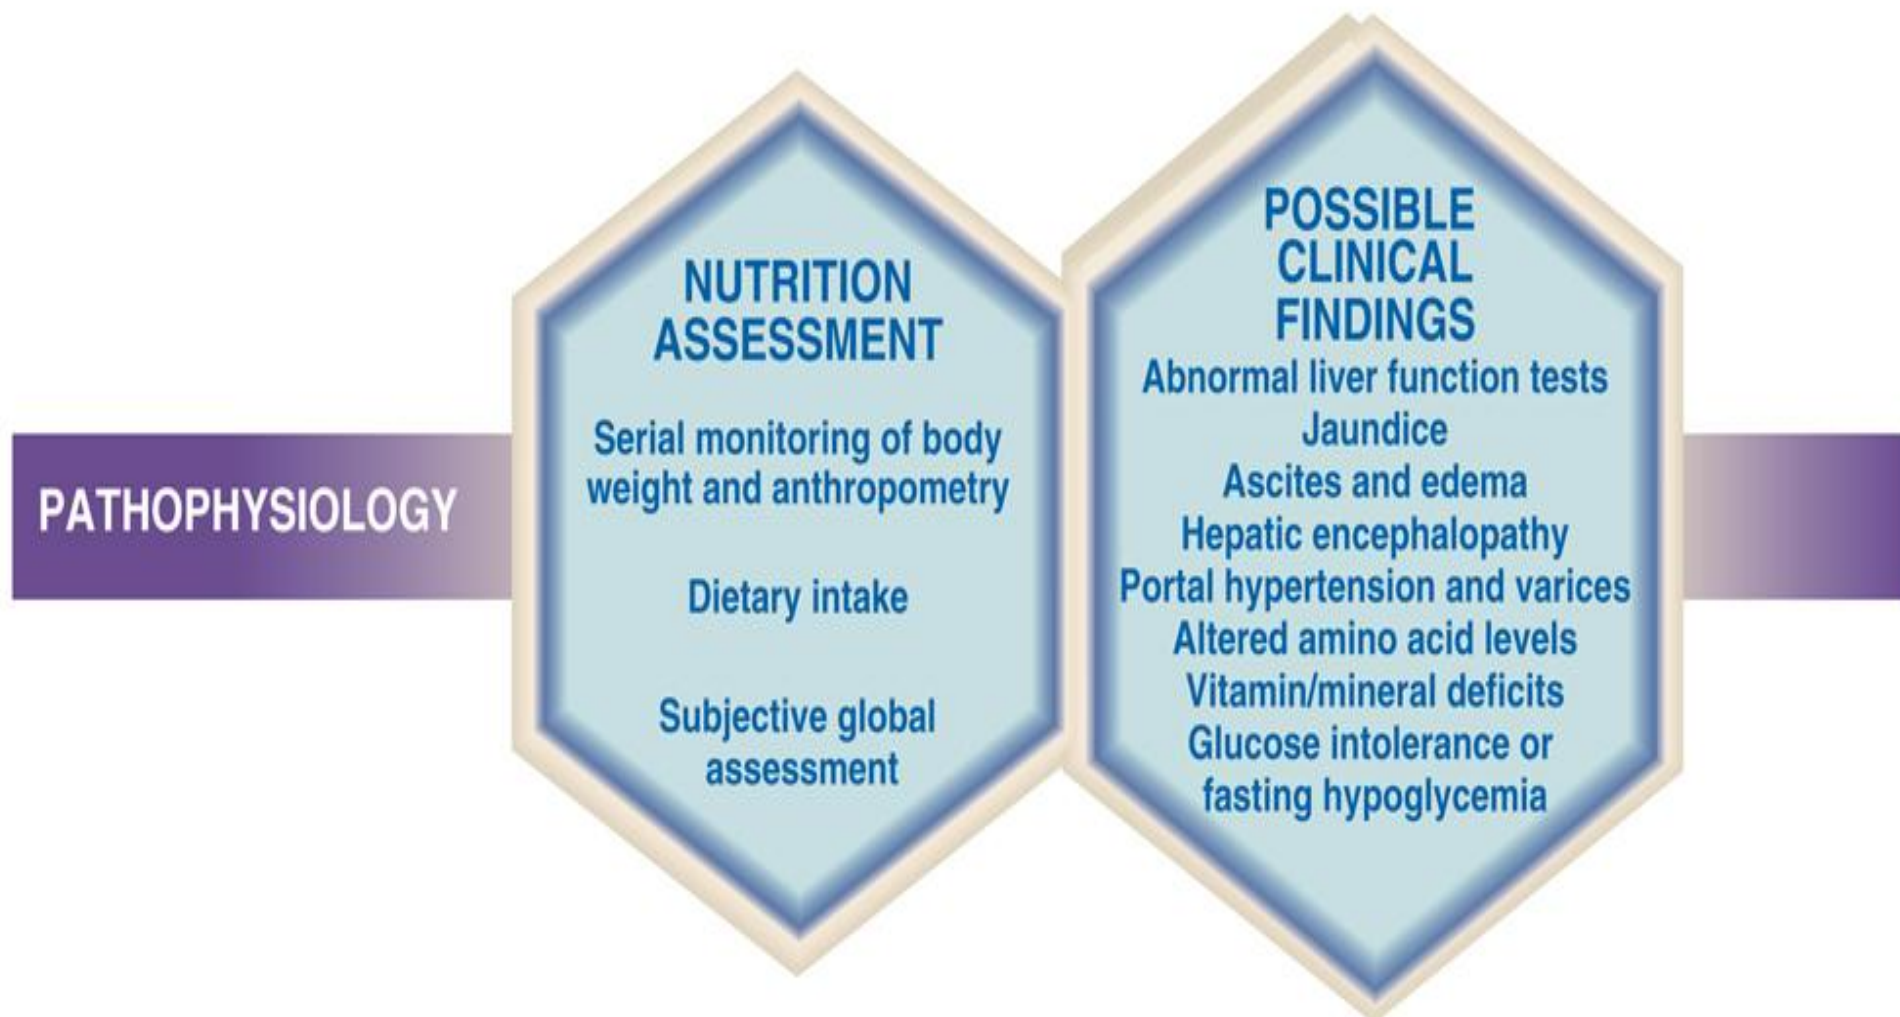 PATHOPHYSIOLOGY
NUTRITION
ASSESSMENT
Serial monitoring of body
weight and anthropometry
Dietary intake
Subjective global
assessment
POSSIBLE
CLINICAL
FINDINGS
Abnormal liver function tests
Jaundice
Ascites and edema
Hepatic encephalopathy
Portal hypertension and varices
Altered amino acid levels
Vitamin/mineral deficits
Glucose intolerance or
fasting hypoglycemia